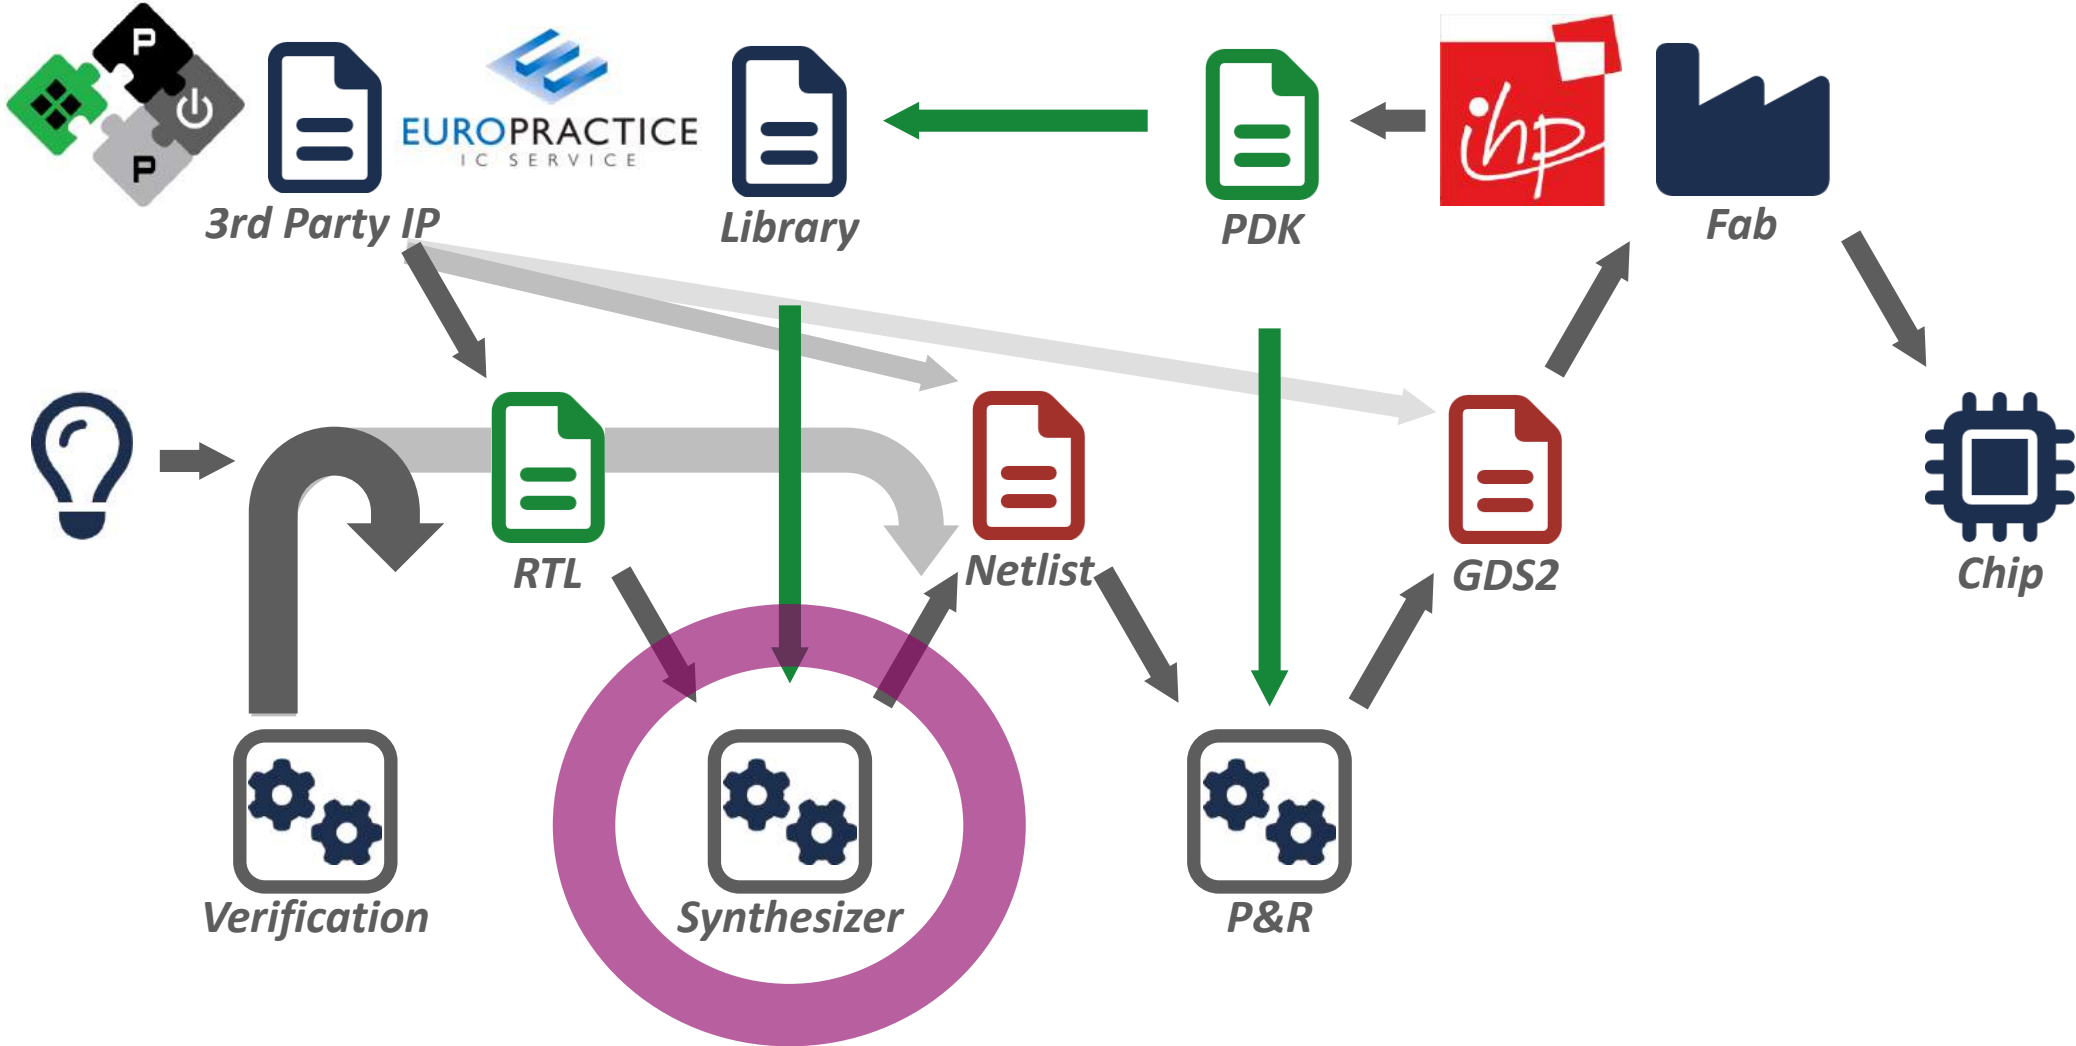 P
P
EUROPRACTICE
IC SERVICE
ihp
3rd Party IP
Library
PDK
Fab
RTL
Netlist
GDS2
Chip
Verification
Synthesizer
P&R